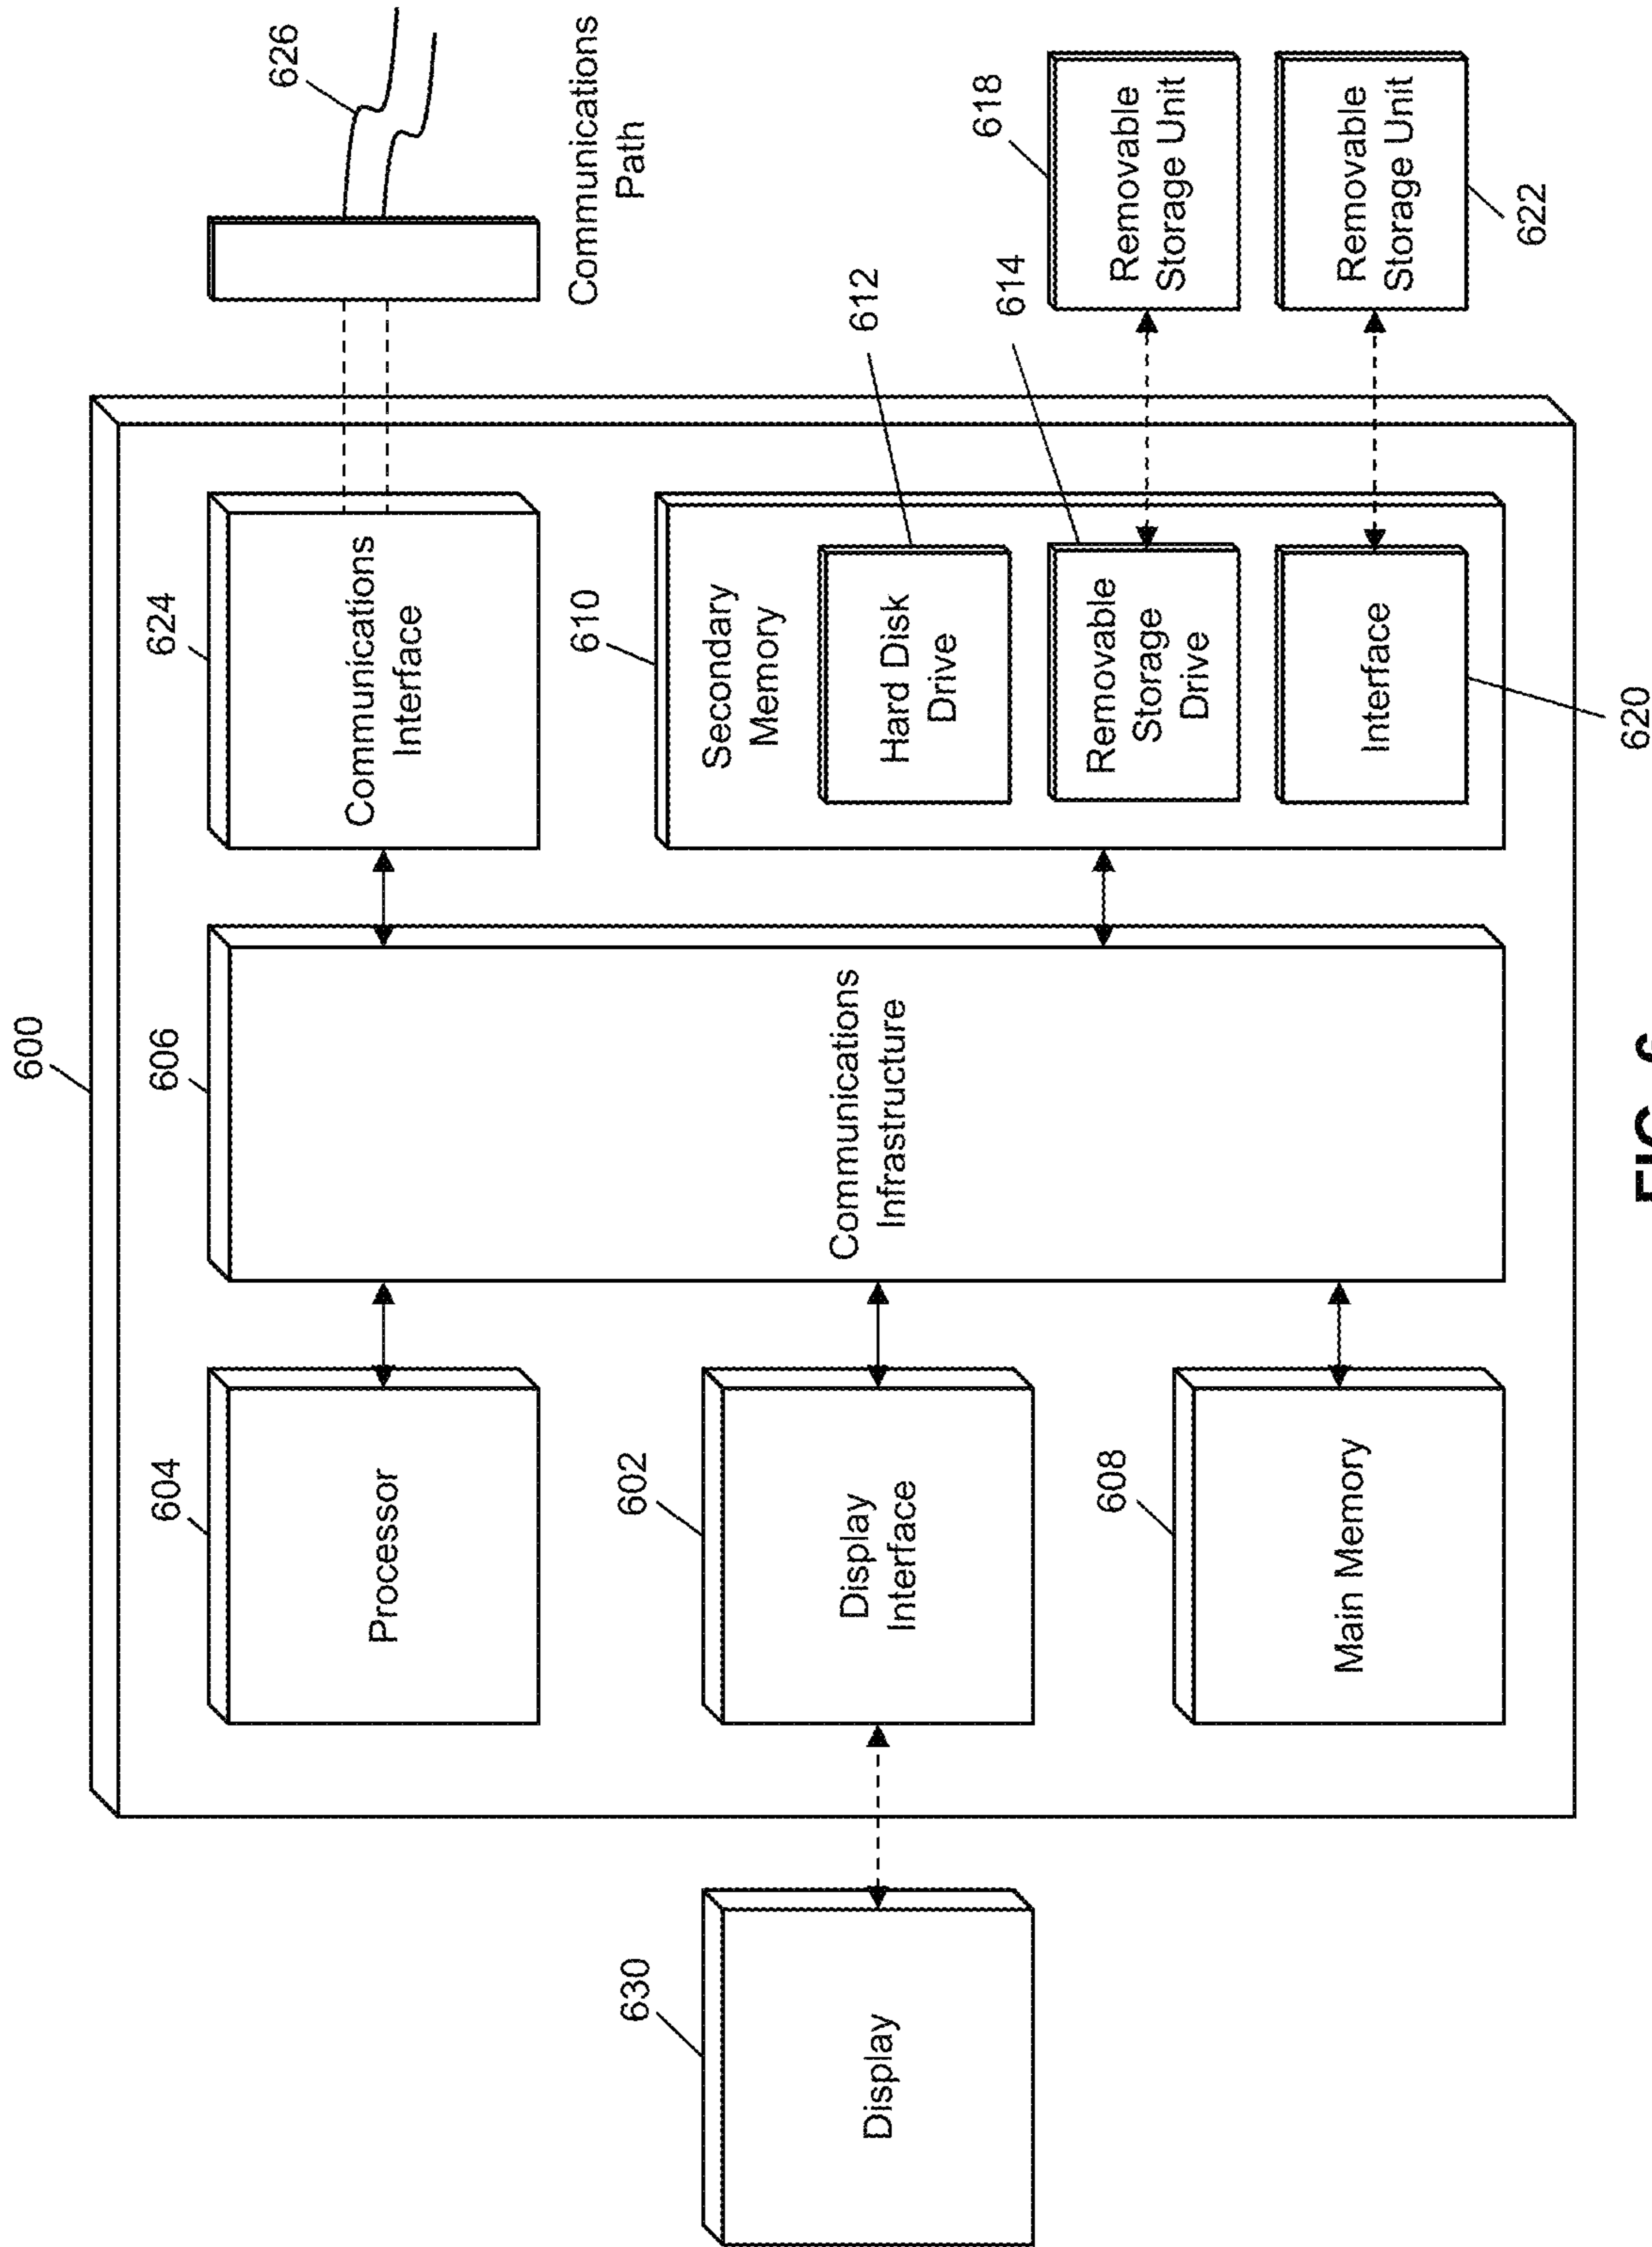 600
604
Processor
606
Communications
Infrastructure
624
Communications
Interface
626
Communications
Path
630
Display
602
Display
Interface
608
Main Memory
610
Secondary
Memory
612
Hard Disk
Drive
614
Removable
Storage
Drive
618
Removable
Storage Unit
Interface
620
Removable
Storage Unit
622
FIG. 6